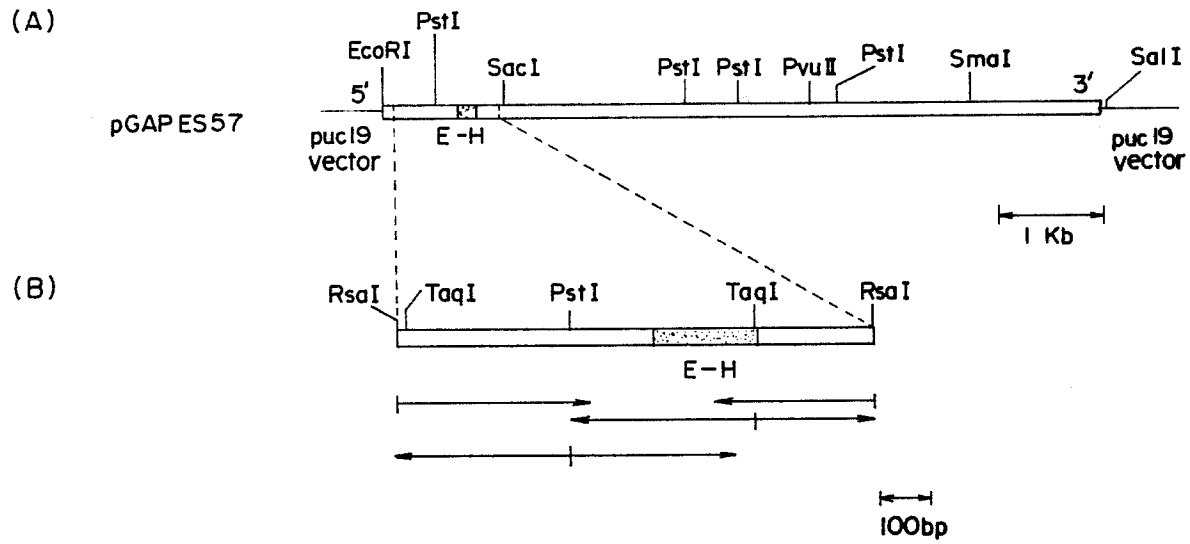 (A)
PstI
EcoRI
SacI
PstI
PstI
PvuII
PstI
SmaI
SalI
5'
3'
pGAPES57
E-H
puc19
vector
puc19
vector
1 Kb
(B)
RsaI
TaqI
PstI
TaqI
RsaI
E-H
100bp